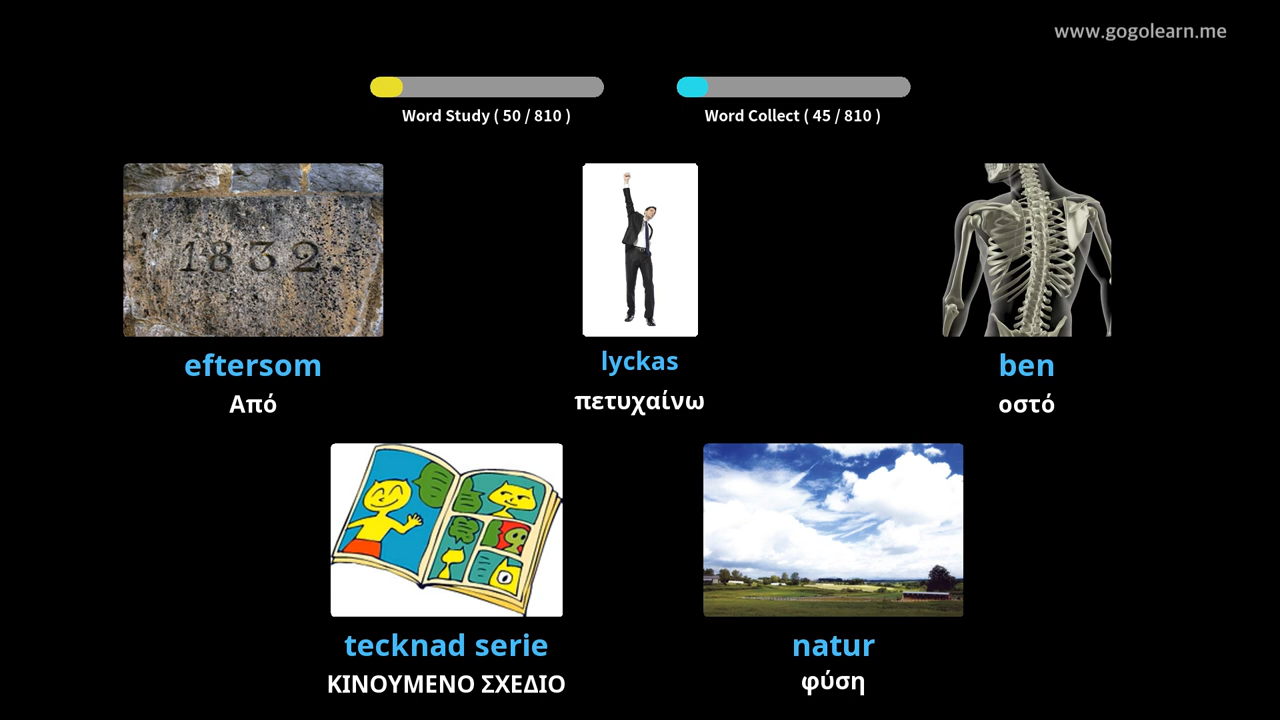 www.gogolearn.me
Word Study ( 50 / 810 )
Word Collect ( 45 / 810 )
1832.
eftersom
Από
lyckas
πετυχαίνω
ben
οστό
tecknad serie
ΚΙΝΟΥΜΕΝΟ ΣΧΕΔΙΟ
natur
φύση